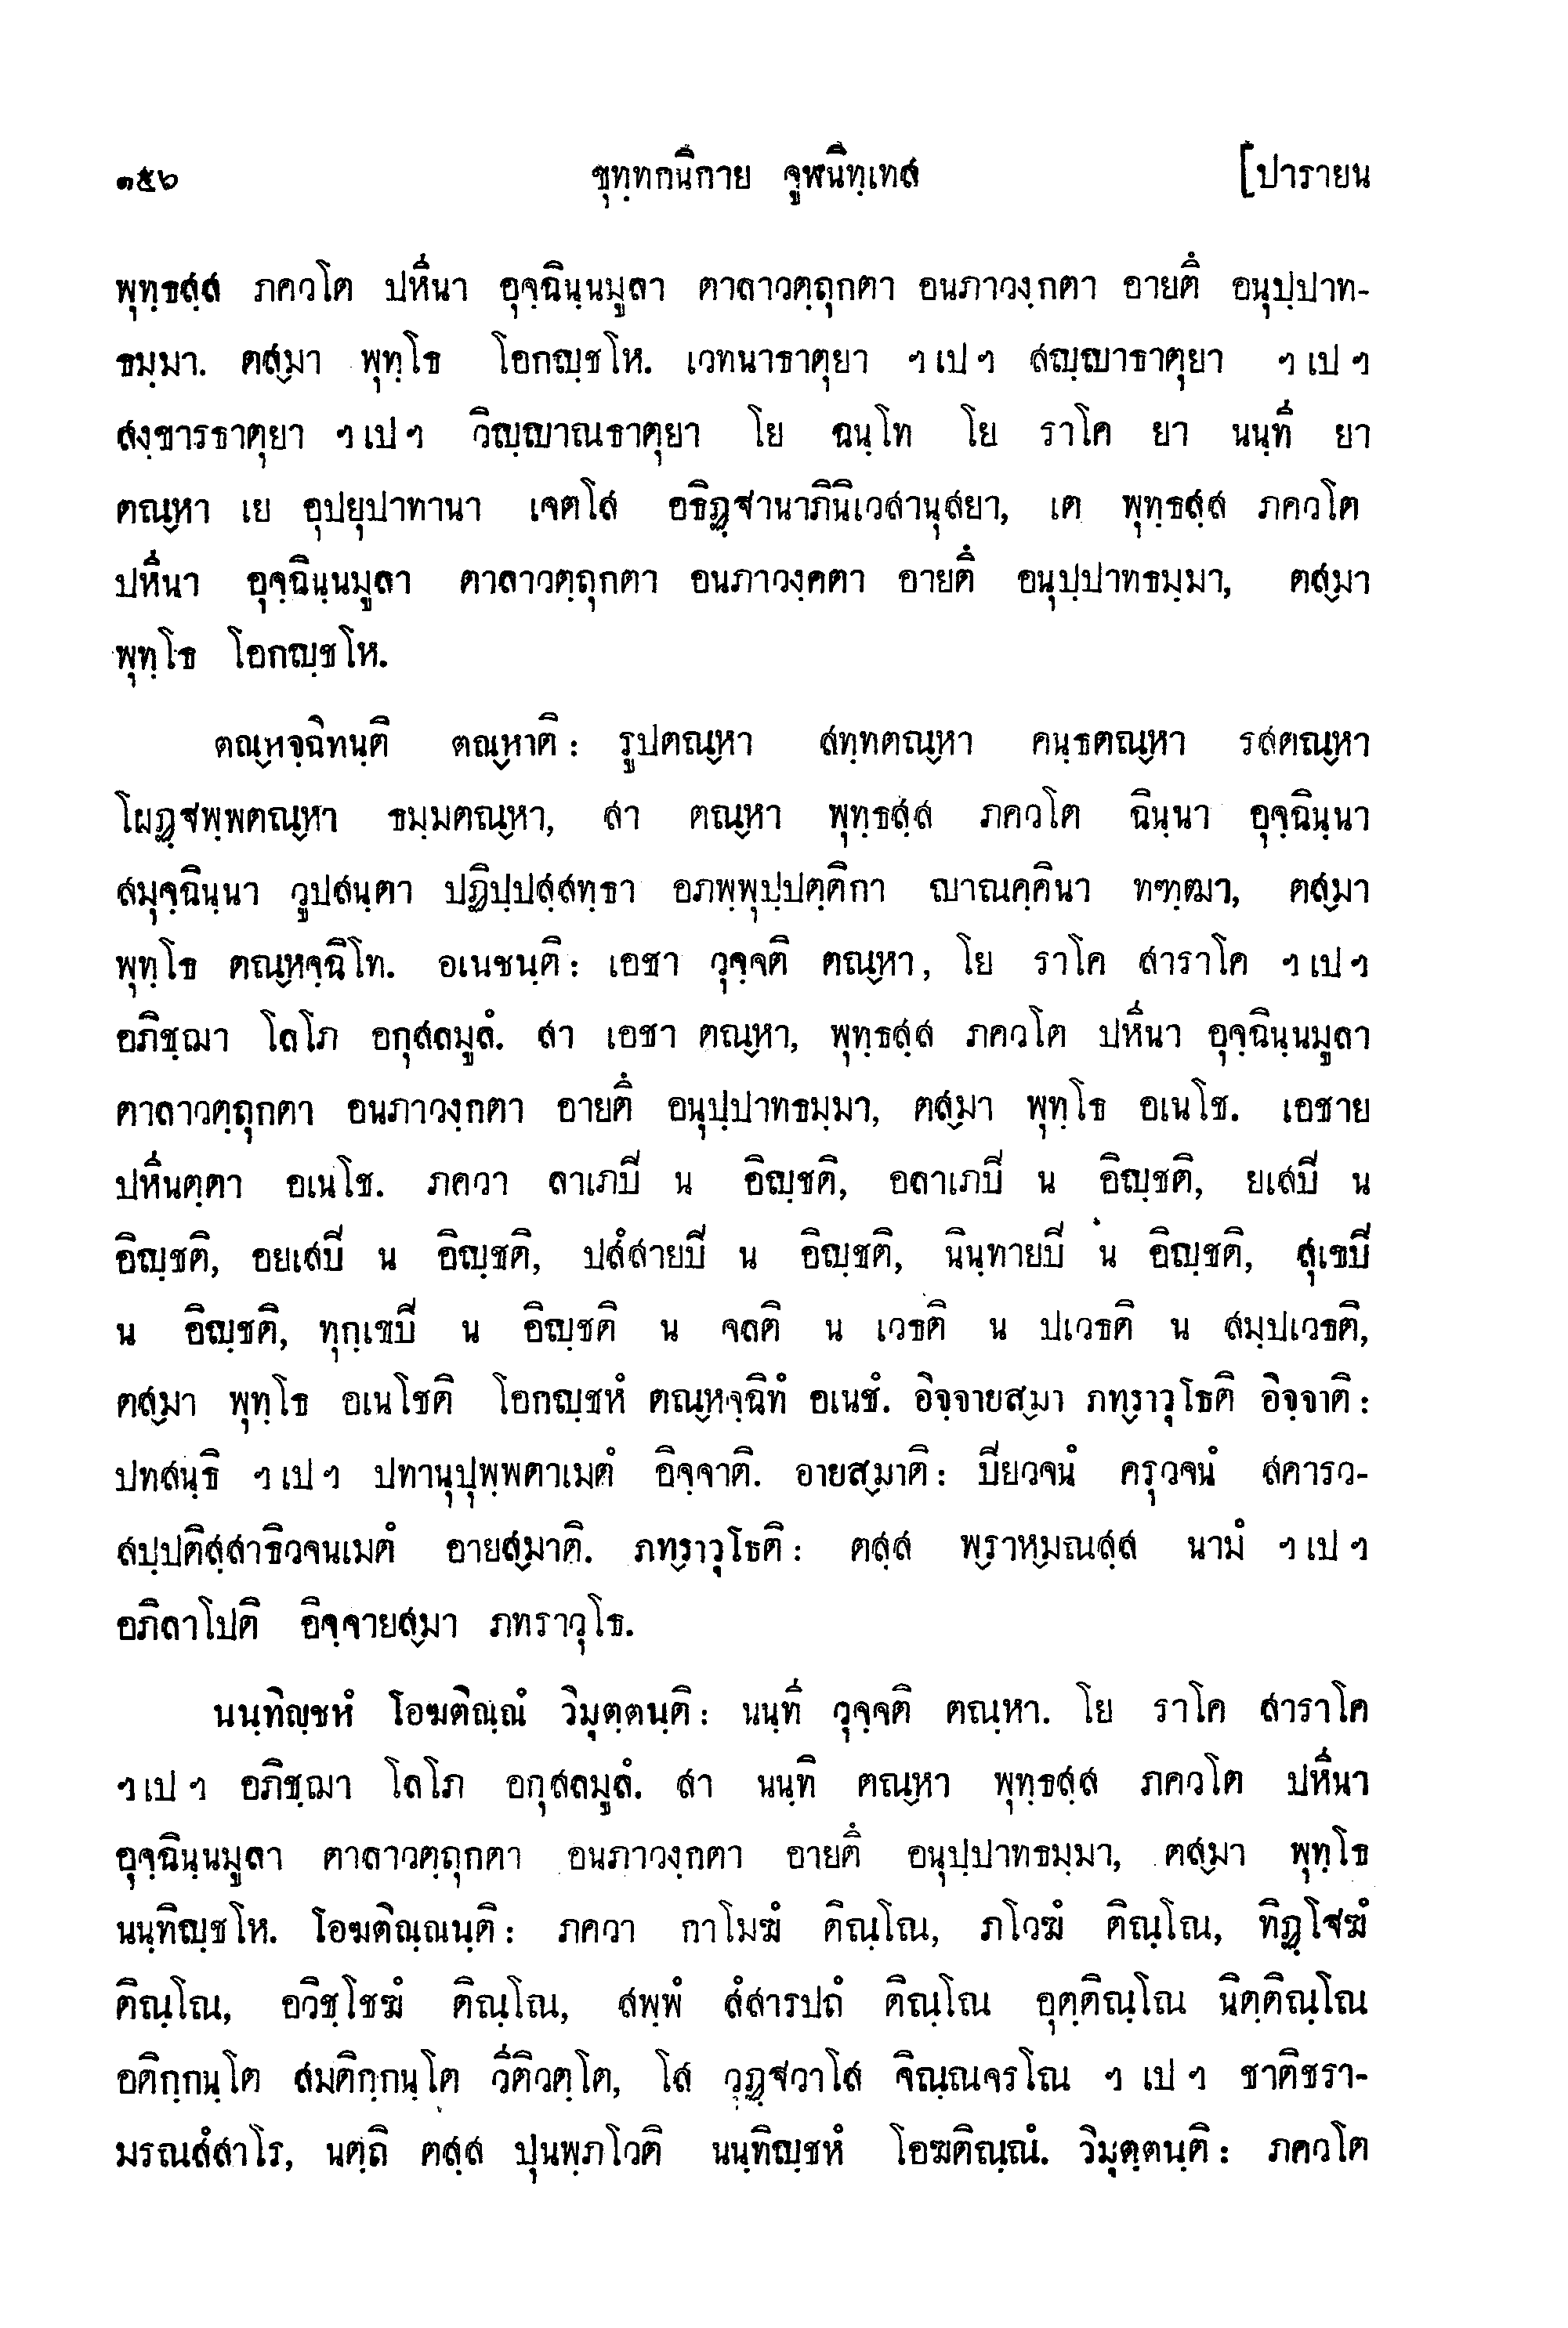 ๑๕๖ ขุทฺทกนิกาย จูฬนิทฺเทส [ปารายน
พุทฺธสฺส ภควโต ปหีนา อุจฺฉินฺนมูลา ตาลาวตฺถุกตา อนภาวงฺกตา อายตึ อนุปฺปาท-
ธมฺมา. ตสฺมา พุทฺโธ โอกญฺชโห. เวทนาธาตุยา ฯ เป ฯ สญฺญาธาตุยา ฯ เป ฯ
สงฺขารธาตุยา ฯ เป ฯ วิญฺญาณธาตุยา โย ฉนฺโท โย ราโค ยา นนฺทิ ยา
ตณฺหา เย อุปยุปาทานา เจตโส อธิฏฺฐานาภินิเวสานุสยา, เต พุทฺธสฺส ภควโต
ปหีนา อุจฺฉินฺนมูลา ตาลาวตฺถุกตา อนภาวงฺคตา อายตึ อนุปฺปาทธมฺมา, ตสฺมา
พุทฺโธ โอกญฺชโห.
ตณฺหจฺฉิทนฺติ ตณฺหาติ: รูปตณฺหา สทฺทตณฺหา คนฺธตณฺหา รสตณฺหา
โผฏฺฐพฺพตณฺหา ธมฺมตณฺหา, สา ตณฺหา พุทฺธสฺส ภควโต ฉินฺนา อุจฺฉินฺนา
สมุจฺฉินฺนา วูปสนฺตา ปฏิปฺปสฺสทฺธา อภพฺพุปฺปตฺติกา ญาณคฺคินา ทฑฺฒา, ตสฺมา
พุทฺโธ ตณฺหจฺฉิโท. อเนชนฺติ: เอชา วุจฺจติ ตณฺหา, โย ราโค สาราโค ฯ เป ฯ
อภิชฺฌา โลโภ อกุสลมูลํ. สา เอชา ตณฺหา, พุทฺธสฺส ภควโต ปหีนา อุจฺฉินฺนมูลา
ตาลาวตฺถุกตา อนภาวงฺกตา อายตึ อนุปฺปาทธมฺมา, ตสฺมา พุทฺโธ อเนโช. เอชาย
ปหีนตฺตา อเนโช. ภควา ลาเภปิ น อิญฺชติ, อลาเภปิ น อิญฺชติ, ยเสปิ น
อิญฺชติ, อยเสปิ น อิญฺชติ, ปสํสายปิ น อิญฺชติ, นินฺทายปิ น อิญฺชติ, สุเขปิ
น อิญฺชติ, ทุกฺเขปิ น อิญฺชติ น จลติ น เวธติ น ปเวธติ น สมฺปเวธติ,
ตสฺมา พุทฺโธ อเนโชติ โอกญฺชหํ ตณฺหจฺฉิทํ อเนชํ. อิจฺจายสฺมา ภทฺราวุโธติ อิจฺจาติ:
ปทสนฺธิ ฯ เป ฯ ปทานุปุพฺพตาเมตํ อิจฺจาติ. อายสฺมาติ: ปิยวจนํ ครุวจนํ สคารว-
สปฺปติสฺสาธิวจนเมตํ อายสฺมาติ. ภทฺราวุโธติ: ตสฺส พฺราหฺมณสฺส นามํ ฯ เป ฯ
อภิลาโปติ อิจฺจายสฺมา ภทราวุโธ.
นนฺทิญฺชหํ โอฆติณฺณํ วิมุตฺตนฺติ: นนฺทิ วุจฺจติ ตณฺหา. โย ราโค สาราโค
ฯ เป ฯ อภิชฺฌา โลโภ อกุสลมูลํ. สา นนฺทิ ตณฺหา พุทฺธสฺส ภควโต ปหีนา
อุจฺฉินฺนมูลา ตาลาวตฺถุกตา อนภาวงฺกตา อายตึ อนุปฺปาทธมฺมา, ตสฺมา พุทฺโธ
นนฺทิญฺชโห. โอฆติณฺณนฺติ: ภควา กาโมฆํ ติณฺโณ, ภโวฆํ ติณฺโณ, ทิฏฺโฐฆํ
ติณฺโณ, อวิชฺโชฆํ ติณฺโณ, สพฺพํ สํสารปถํ ติณฺโณ อุตฺติณฺโณ นิตฺติณฺโณ
อติกฺกนฺโต สมติกฺกนฺโต วีติวตฺโต, โส วุฏฺฐวาโส จิณฺณจรโณ ฯ เป ฯ ชาติชรา-
มรณสํสาโร, นตฺถิ ตสฺส ปุนพฺภโวติ นนฺทิญฺชหํ โอฆติณฺณํ. วิมุตฺตนฺติ: ภควโต